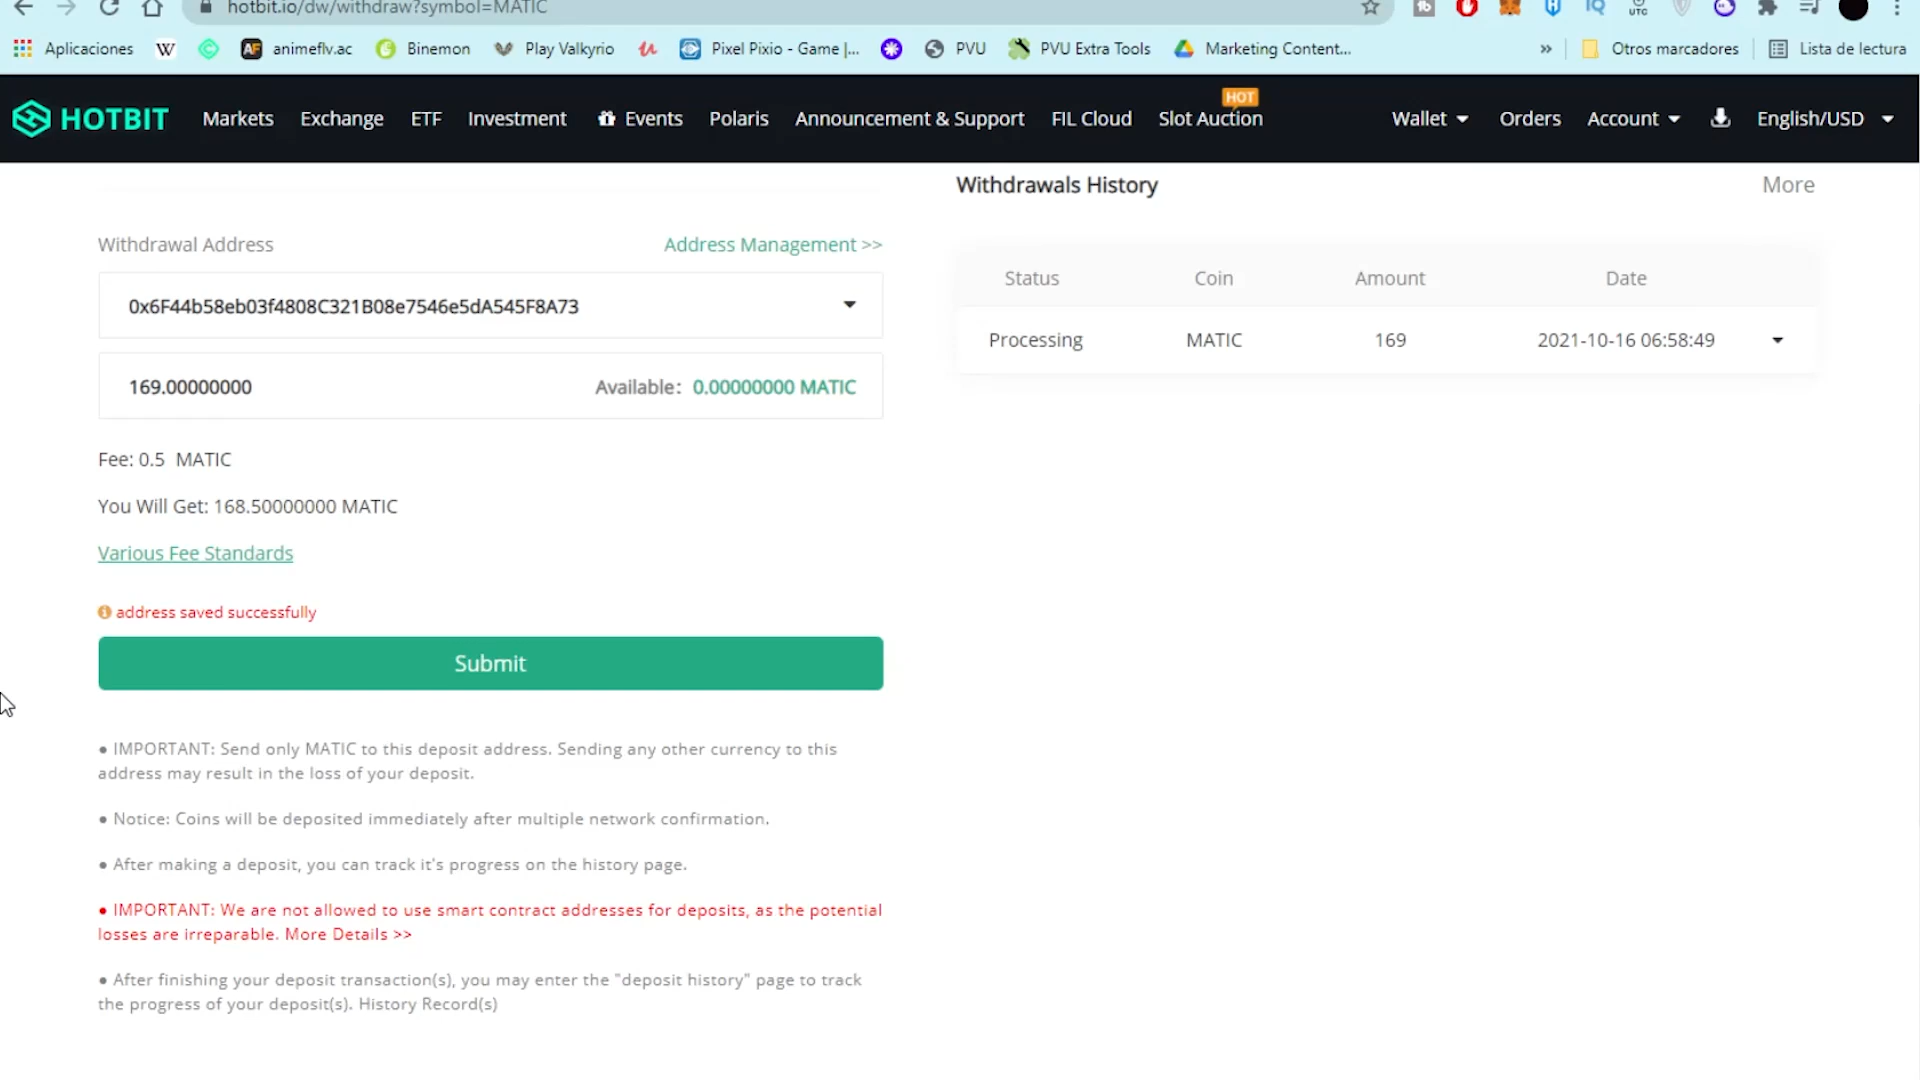 hotbit.io/dw/withdraw?symbol=MATIC
Aplicaciones W AF animeflv.ac Binemon Play Valkyrio Pixel Pixio - Game |... PVU PVU Extra Tools Marketing Content... » Otros marcadores Lista de lectura
HOT
HOTBIT Markets Exchange ETF Investment Events Polaris Announcement & Support FIL Cloud Slot Auction Wallet Orders Account English/USD
Withdrawals History More
Withdrawal Address Address Management >>
0x6F44b58eb03f4808C321B08e7546e5dA545F8A73
169.00000000 Available: 0.00000000 MATIC
Fee: 0.5 MATIC
You Will Get: 168.50000000 MATIC
Various Fee Standards
address saved successfully
Submit
● IMPORTANT: Send only MATIC to this deposit address. Sending any other currency to this
address may result in the loss of your deposit.
● Notice: Coins will be deposited immediately after multiple network confirmation.
● After making a deposit, you can track it's progress on the history page.
● IMPORTANT: We are not allowed to use smart contract addresses for deposits, as the potential
losses are irreparable. More Details >>
● After finishing your deposit transaction(s), you may enter the "deposit history" page to track
the progress of your deposit(s). History Record(s)
Status Coin Amount Date
Processing MATIC 169 2021-10-16 06:58:49